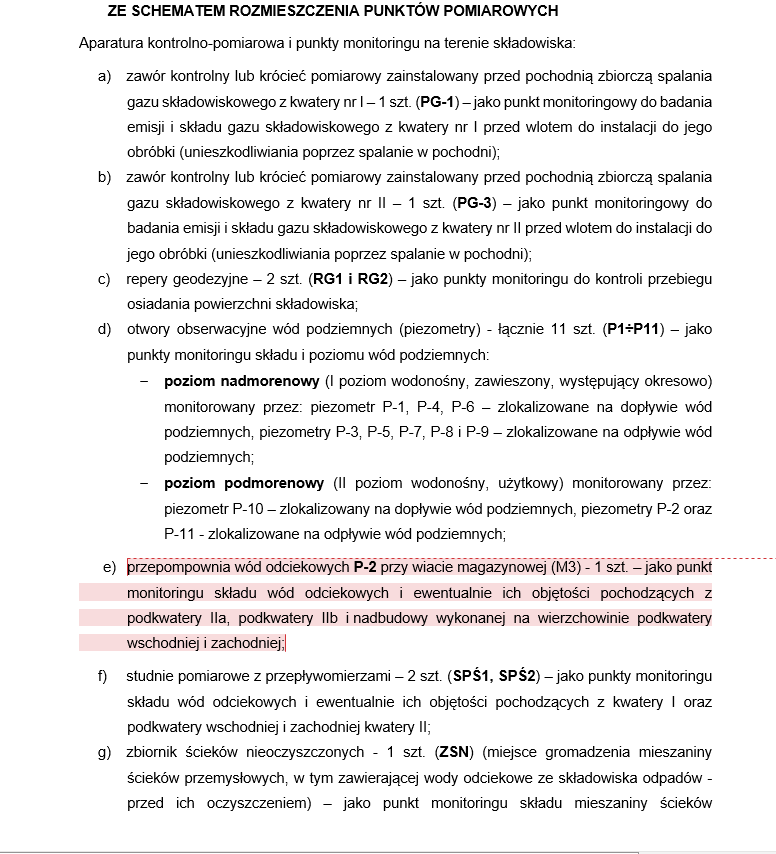 ZE SCHEMATEM ROZMIESZCZENIA PUNKTÓW POMIAROWYCH
Aparatura kontrolno-pomiarowa i punkty monitoringu na terenie składowiska:
a) zawór kontrolny lub króciec pomiarowy zainstalowany przed pochodnią zbiorczą spalania
gazu składowiskowego z kwatery nr I – 1 szt. (PG-1) – jako punkt monitoringowy do badania
emisji i składu gazu składowiskowego z kwatery nr I przed wlotem do instalacji do jego
obróbki (unieszkodliwiania poprzez spalanie w pochodni);
b) zawór kontrolny lub króciec pomiarowy zainstalowany przed pochodnią zbiorczą spalania
gazu składowiskowego z kwatery nr II – 1 szt. (PG-3) – jako punkt monitoringowy do
badania emisji i składu gazu składowiskowego z kwatery nr II przed wlotem do instalacji do
jego obróbki (unieszkodliwiania poprzez spalanie w pochodni);
c) repery geodezyjne – 2 szt. (RG1 i RG2) – jako punkty monitoringu do kontroli przebiegu
osiadania powierzchni składowiska;
d) otwory obserwacyjne wód podziemnych (piezometry) - łącznie 11 szt. (P1÷P11) – jako
punkty monitoringu składu i poziomu wód podziemnych:
– poziom nadmorenowy (I poziom wodonośny, zawieszony, występujący okresowo)
monitorowany przez: piezometr P-1, P-4, P-6 – zlokalizowane na dopływie wód
podziemnych, piezometry P-3, P-5, P-7, P-8 i P-9 – zlokalizowane na odpływie wód
podziemnych;
– poziom podmorenowy (II poziom wodonośny, użytkowy) monitorowany przez:
piezometr P-10 – zlokalizowany na dopływie wód podziemnych, piezometry P-2 oraz
P-11 - zlokalizowane na odpływie wód podziemnych;
e) przepompownia wód odciekowych P-2 przy wiacie magazynowej (M3) - 1 szt. – jako punkt
monitoringu składu wód odciekowych i ewentualnie ich objętości pochodzących z
podkwatery IIa, podkwatery IIb i nadbudowy wykonanej na wierzchowinie podkwatery
wschodniej i zachodniej;
f) studnie pomiarowe z przepływomierzami – 2 szt. (SPŚ1, SPŚ2) – jako punkty monitoringu
składu wód odciekowych i ewentualnie ich objętości pochodzących z kwatery I oraz
podkwatery wschodniej i zachodniej kwatery II;
g) zbiornik ścieków nieoczyszczonych - 1 szt. (ZSN) (miejsce gromadzenia mieszaniny
ścieków przemysłowych, w tym zawierającej wody odciekowe ze składowiska odpadów -
przed ich oczyszczeniem) – jako punkt monitoringu składu mieszaniny ścieków